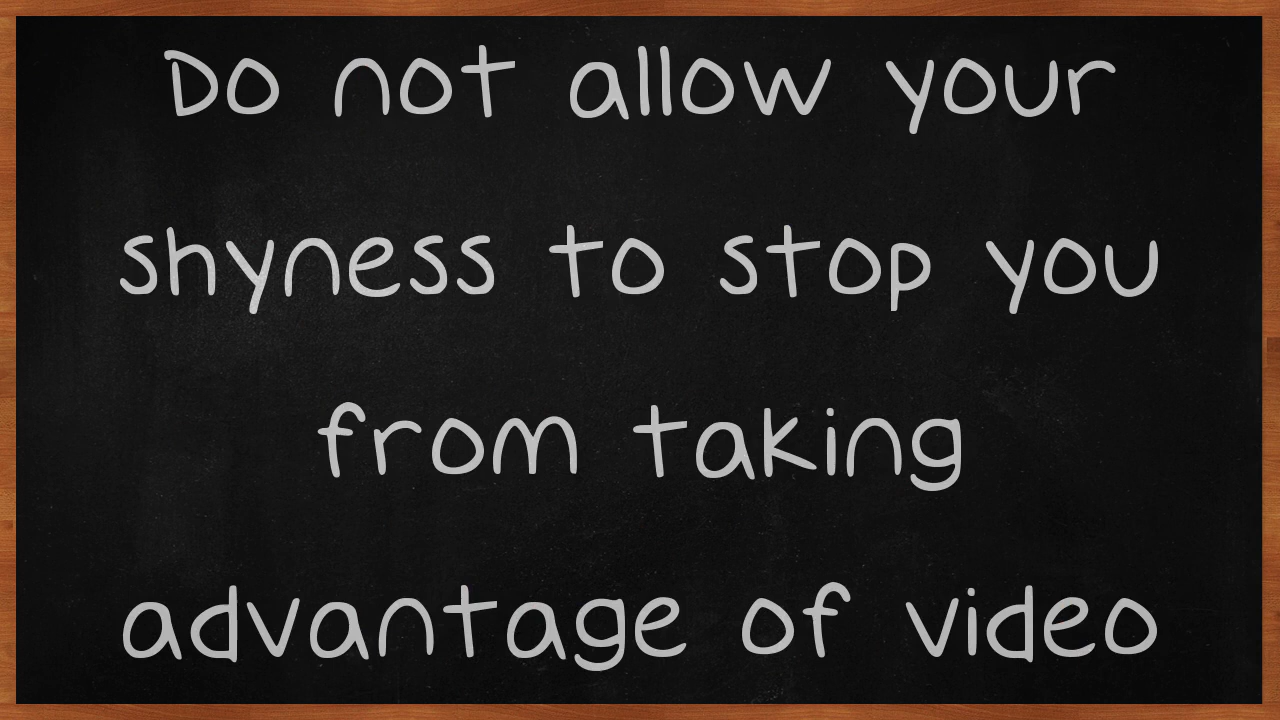 Do not allow your
shyness to stop you
from taking
advantage of video